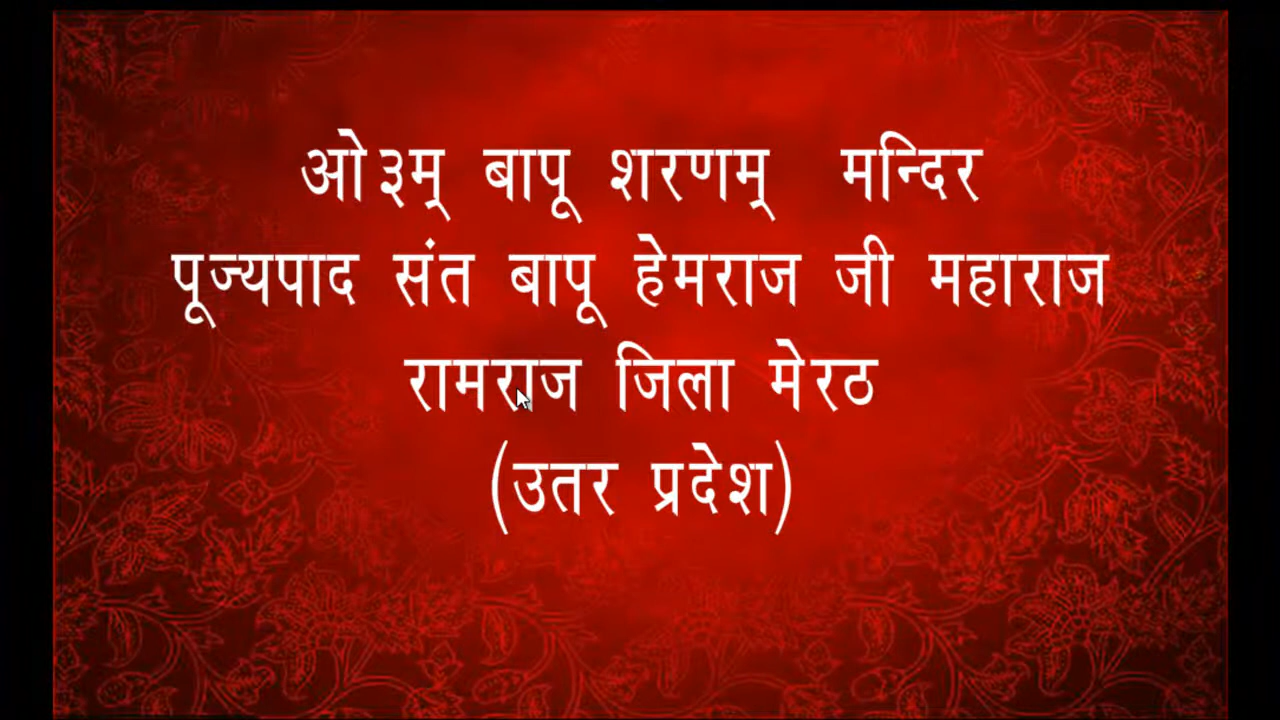 ओ३म् बापू शरणम् मन्दिर
पूज्यपाद संत बापू हेमराज जी महाराज
रामराज जिला मेरठ
(उतर प्रदेश)